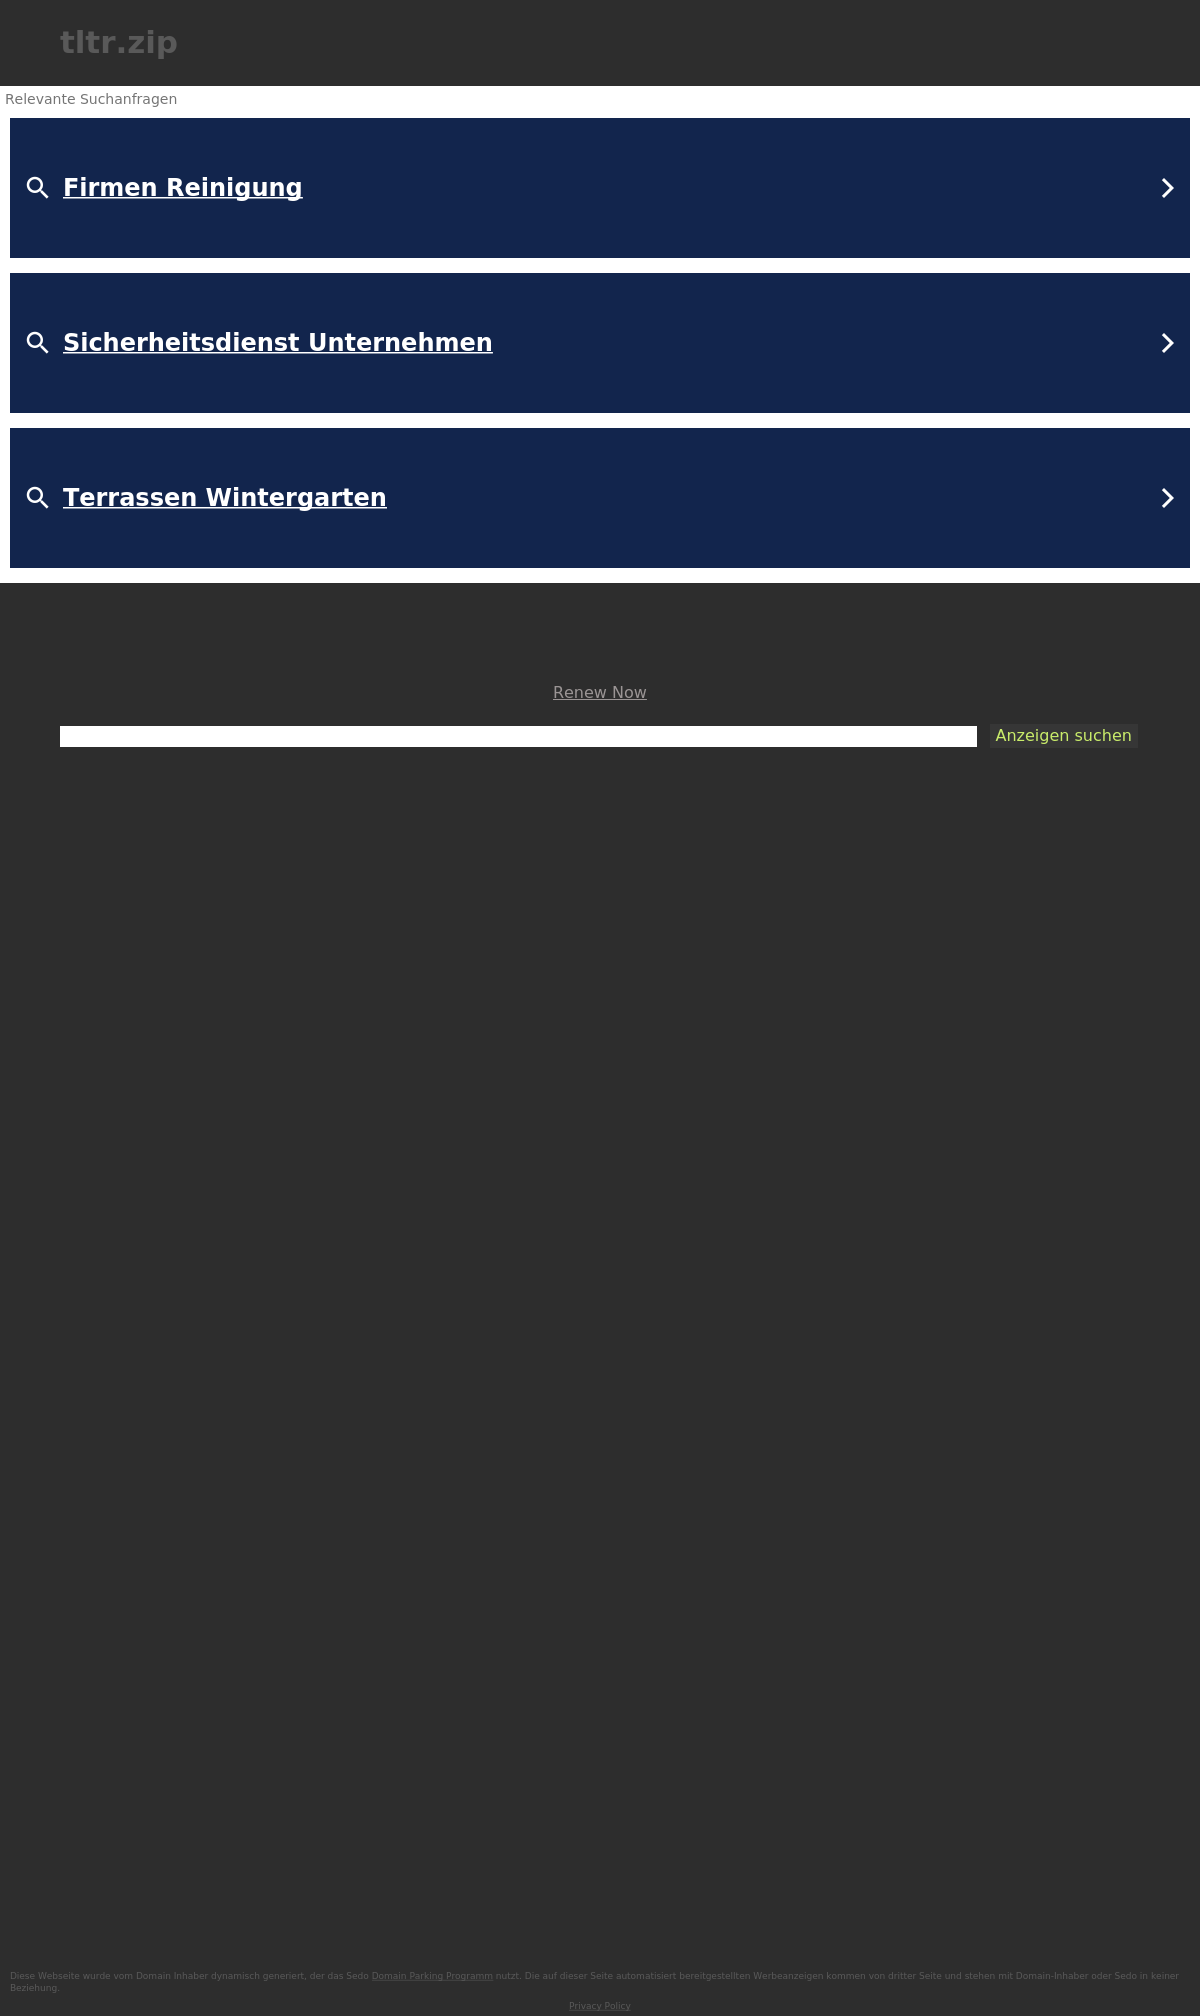 tltr.zip
Relevante Suchanfragen
Firmen Reinigung
Sicherheitsdienst Unternehmen
Terrassen Wintergarten
Renew Now
Anzeigen suchen
Diese Webseite wurde vom Domain Inhaber dynamisch generiert, der das Sedo Domain Parking Programm nutzt. Die auf dieser Seite automatisiert bereitgestellten Werbeanzeigen kommen von dritter Seite und stehen mit Domain-Inhaber oder Sedo in keiner
Beziehung.
Privacy Policy